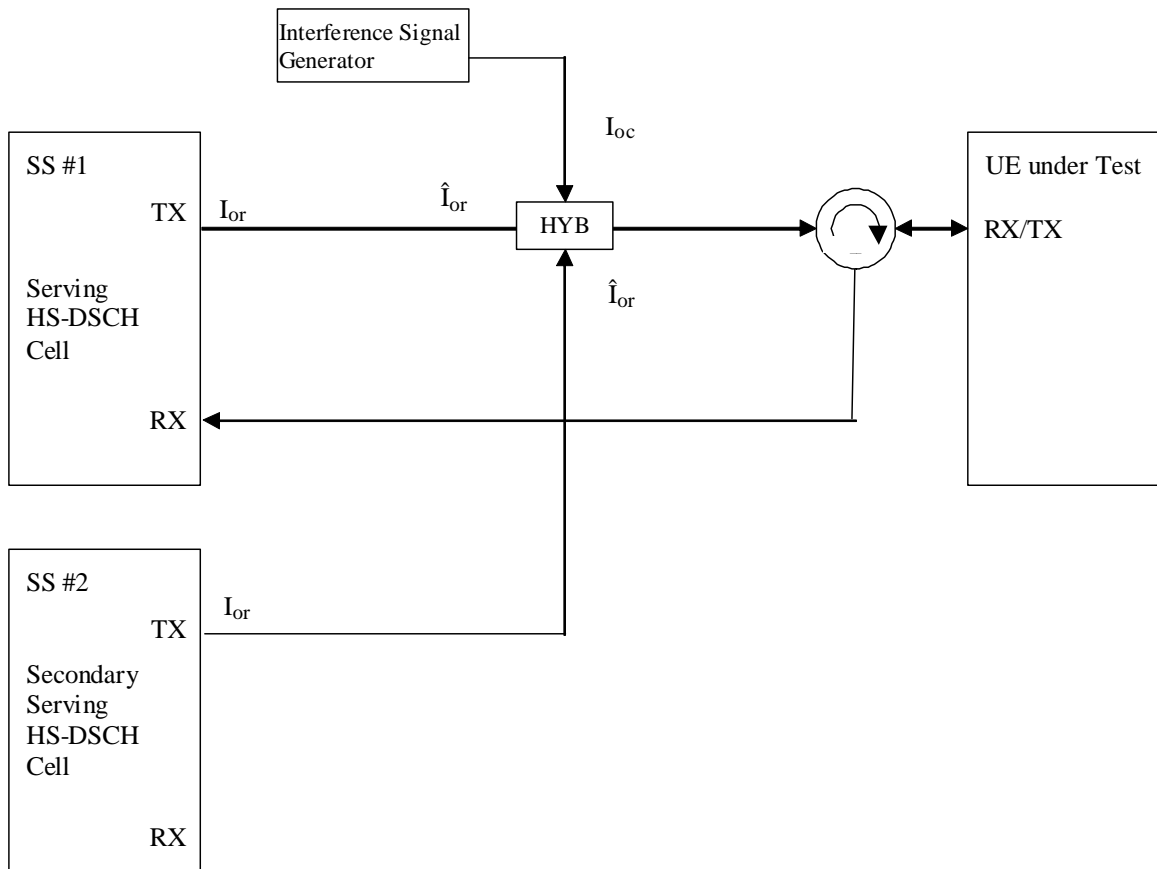 Interference Signal
Generator
I_oc
SS #1
TX
I_or
Î_or
HYB
UE under Test
RX/TX
Serving
HS-DSCH
Cell
Î_or
RX
SS #2
I_or
TX
Secondary
Serving
HS-DSCH
Cell
RX